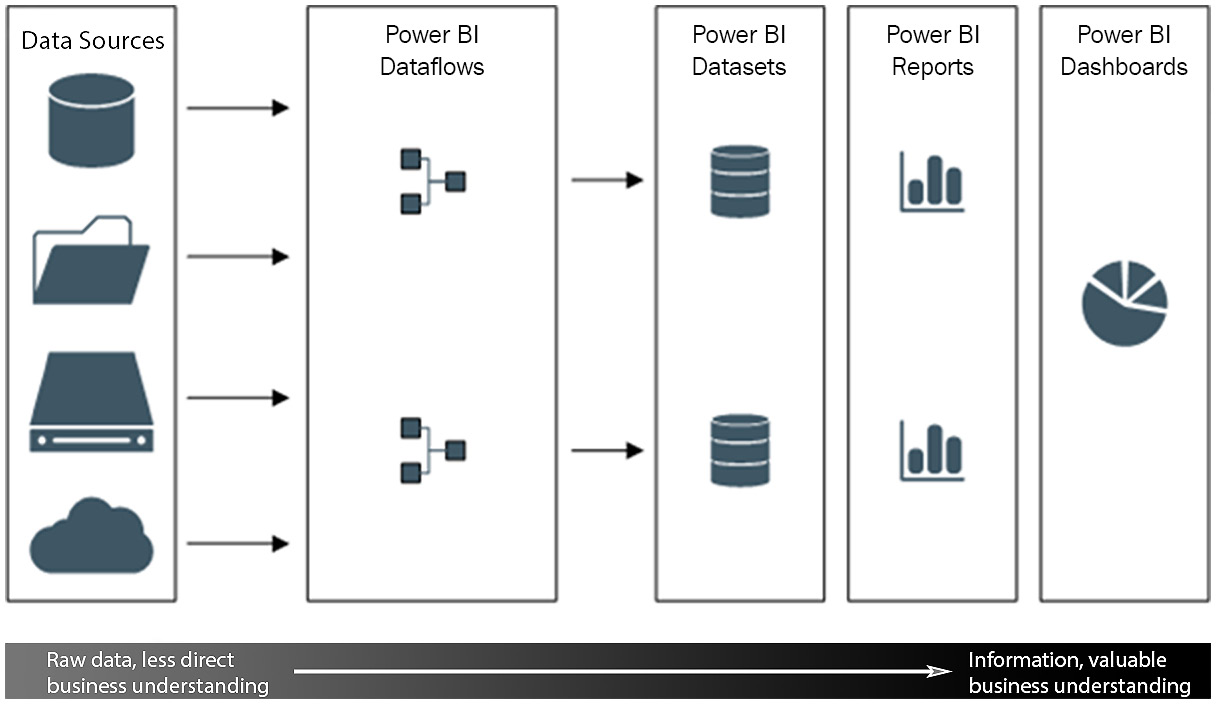 Data Sources
Power BI
Dataflows
Power BI
Datasets
Power BI
Reports
Power BI
Dashboards
Raw data, less direct
business understanding
Information, valuable
business understanding